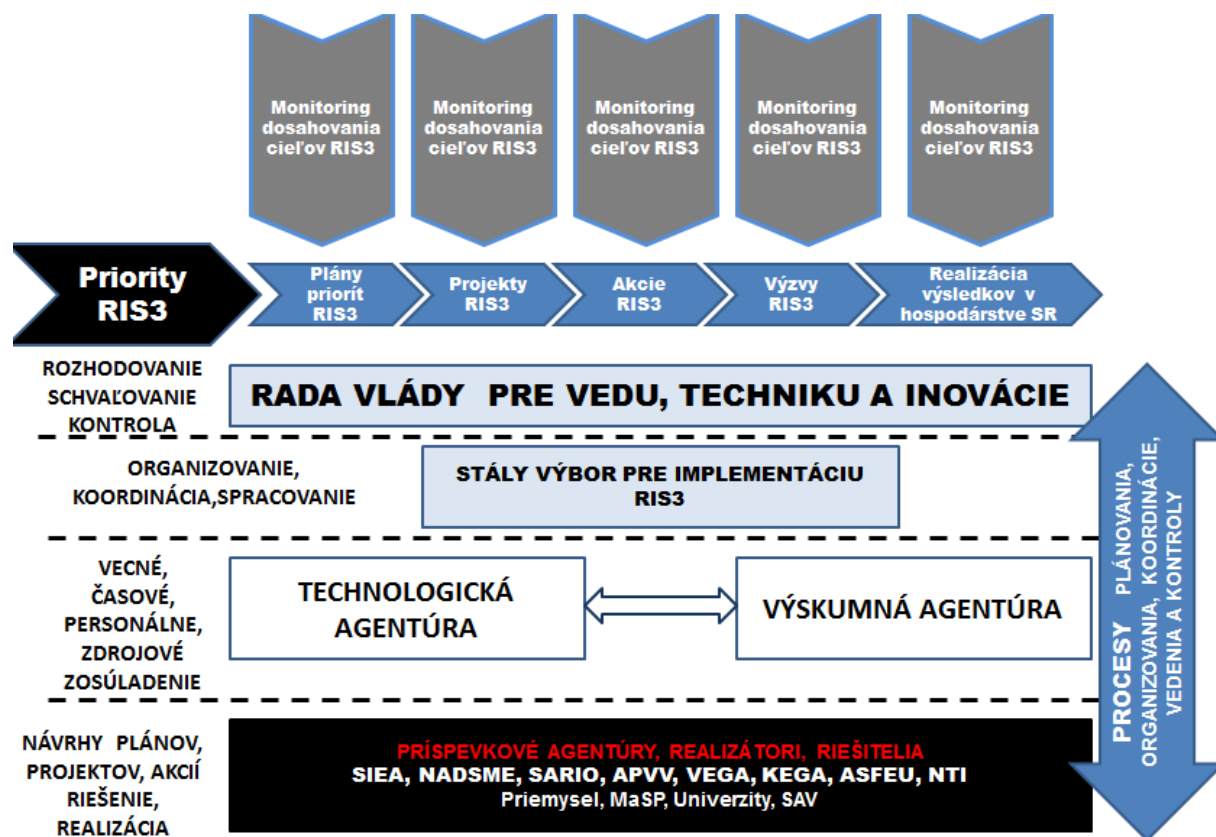 Monitoring
dosahovania
cieľov RIS3
Monitoring
dosahovania
cieľov RIS3
Monitoring
dosahovania
cieľov RIS3
Monitoring
dosahovania
cieľov RIS3
Monitoring
dosahovania
cieľov RIS3
Priority
RIS3
Plány
priorít
RIS3
Projekty
RIS3
Akcie
RIS3
Výzvy
RIS3
Realizácia
výsledkov v
hospodárstve SR
ROZHODOVANIE
SCHVAĽOVANIE
KONTROLA
RADA VLÁDY PRE VEDU, TECHNIKU A INOVÁCIE
ORGANIZOVANIE,
KOORDINÁCIA,SPRACOVANIE
STÁLY VÝBOR PRE IMPLEMENTÁCIU
RIS3
VECNÉ,
ČASOVÉ,
PERSONÁLNE,
ZDROJOVÉ
ZOSÚLADENIE
TECHNOLOGICKÁ
AGENTÚRA
VÝSKUMNÁ AGENTÚRA
NÁVRHY PLÁNOV,
PROJEKTOV, AKCIÍ
RIEŠENIE,
REALIZÁCIA
PRÍSPEVKOVÉ AGENTÚRY, REALIZÁTORI, RIEŠITELIA
SIEA, NADSME, SARIO, APVV, VEGA, KEGA, ASFEU, NTI
Priemysel, MaSP, Univerzity, SAV
PROCESY PLÁNOVANIA,
ORGANIZOVANIA, KOORDINÁCIE,
VEDENIA A KONTROLY